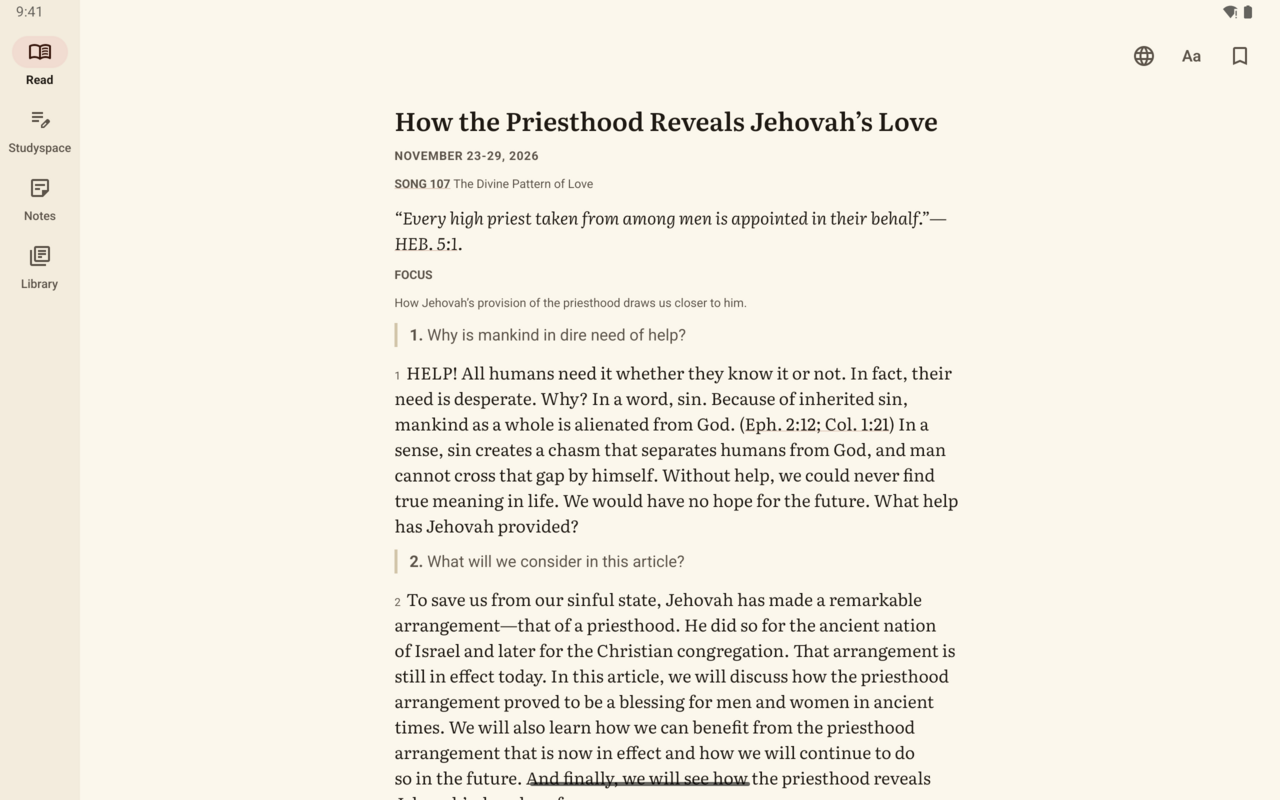 9:41
Read
Studyspace
Notes
Library
Aa
How the Priesthood Reveals Jehovah’s Love
NOVEMBER 23-29, 2026
SONG 107 The Divine Pattern of Love
“Every high priest taken from among men is appointed in their behalf.”—
HEB. 5:1.
FOCUS
How Jehovah’s provision of the priesthood draws us closer to him.
1. Why is mankind in dire need of help?
1 HELP! All humans need it whether they know it or not. In fact, their
need is desperate. Why? In a word, sin. Because of inherited sin,
mankind as a whole is alienated from God. (Eph. 2:12; Col. 1:21) In a
sense, sin creates a chasm that separates humans from God, and man
cannot cross that gap by himself. Without help, we could never find
true meaning in life. We would have no hope for the future. What help
has Jehovah provided?
2. What will we consider in this article?
2 To save us from our sinful state, Jehovah has made a remarkable
arrangement—that of a priesthood. He did so for the ancient nation
of Israel and later for the Christian congregation. That arrangement is
still in effect today. In this article, we will discuss how the priesthood
arrangement proved to be a blessing for men and women in ancient
times. We will also learn how we can benefit from the priesthood
arrangement that is now in effect and how we will continue to do
so in the future. And finally, we will see how the priesthood reveals